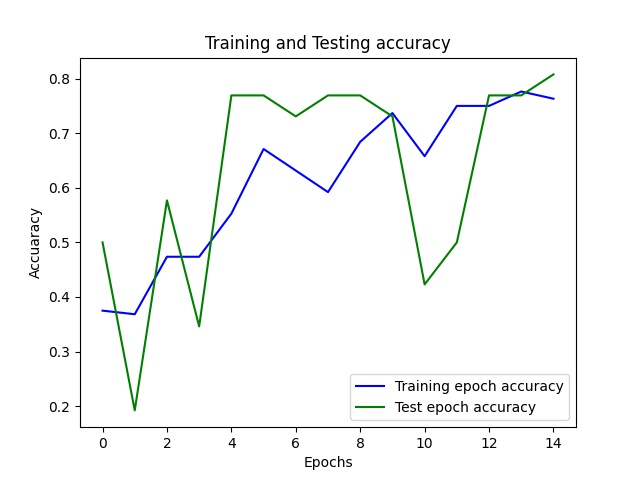 Training and Testing accuracy
0.8
0.7
0.6
0.5
0.4
0.3
0.2
Accuaracy
Training epoch accuracy
Test epoch accuracy
0 2 4 6 8 10 12 14
Epochs